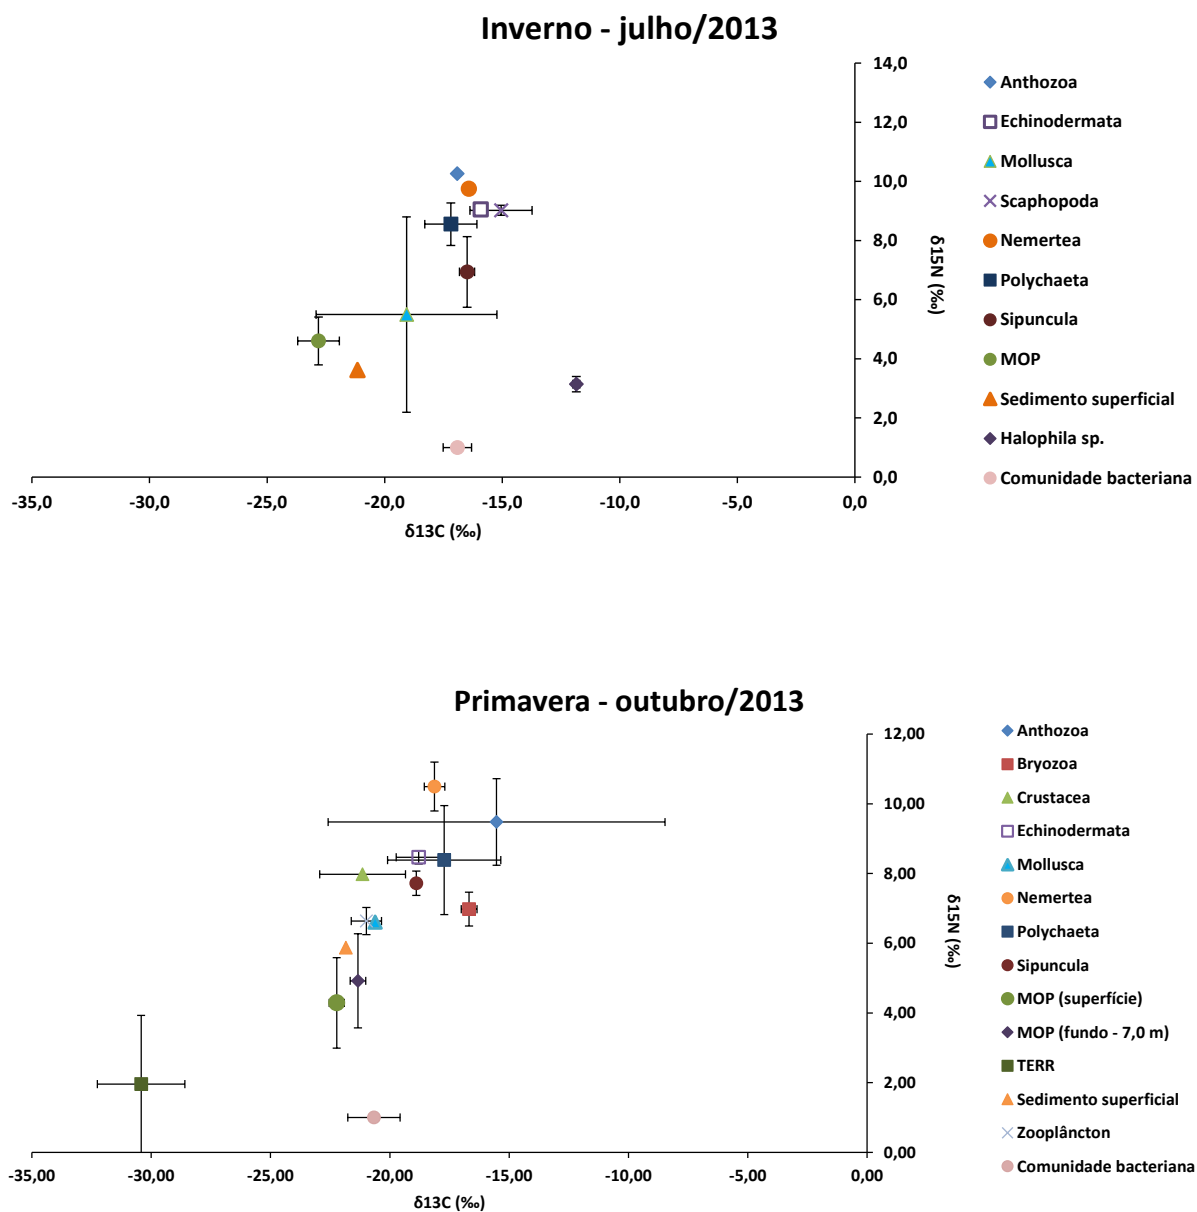 Inverno - julho/2013
14,0
12,0
10,0
8,0
6,0
4,0
2,0
0,0
δ15N (‰)
-35,0 -30,0 -25,0 -20,0 -15,0 -10,0 -5,0 0,0
δ13C (‰)
Anthozoa
Echinodermata
Mollusca
Scaphopoda
Nemertea
Polychaeta
Sipuncula
MOP
Sedimento superficial
Halophila sp.
Comunidade bacteriana
Primavera - outubro/2013
12,00
10,00
8,00
6,00
4,00
2,00
0,00
δ15N (‰)
-35,00 -30,00 -25,00 -20,00 -15,00 -10,00 -5,00 0,00
δ13C (‰)
Anthozoa
Bryozoa
Crustacea
Echinodermata
Mollusca
Nemertea
Polychaeta
Sipuncula
MOP (superfície)
MOP (fundo - 7,0 m)
TERR
Sedimento superficial
Zooplâncton
Comunidade bacteriana